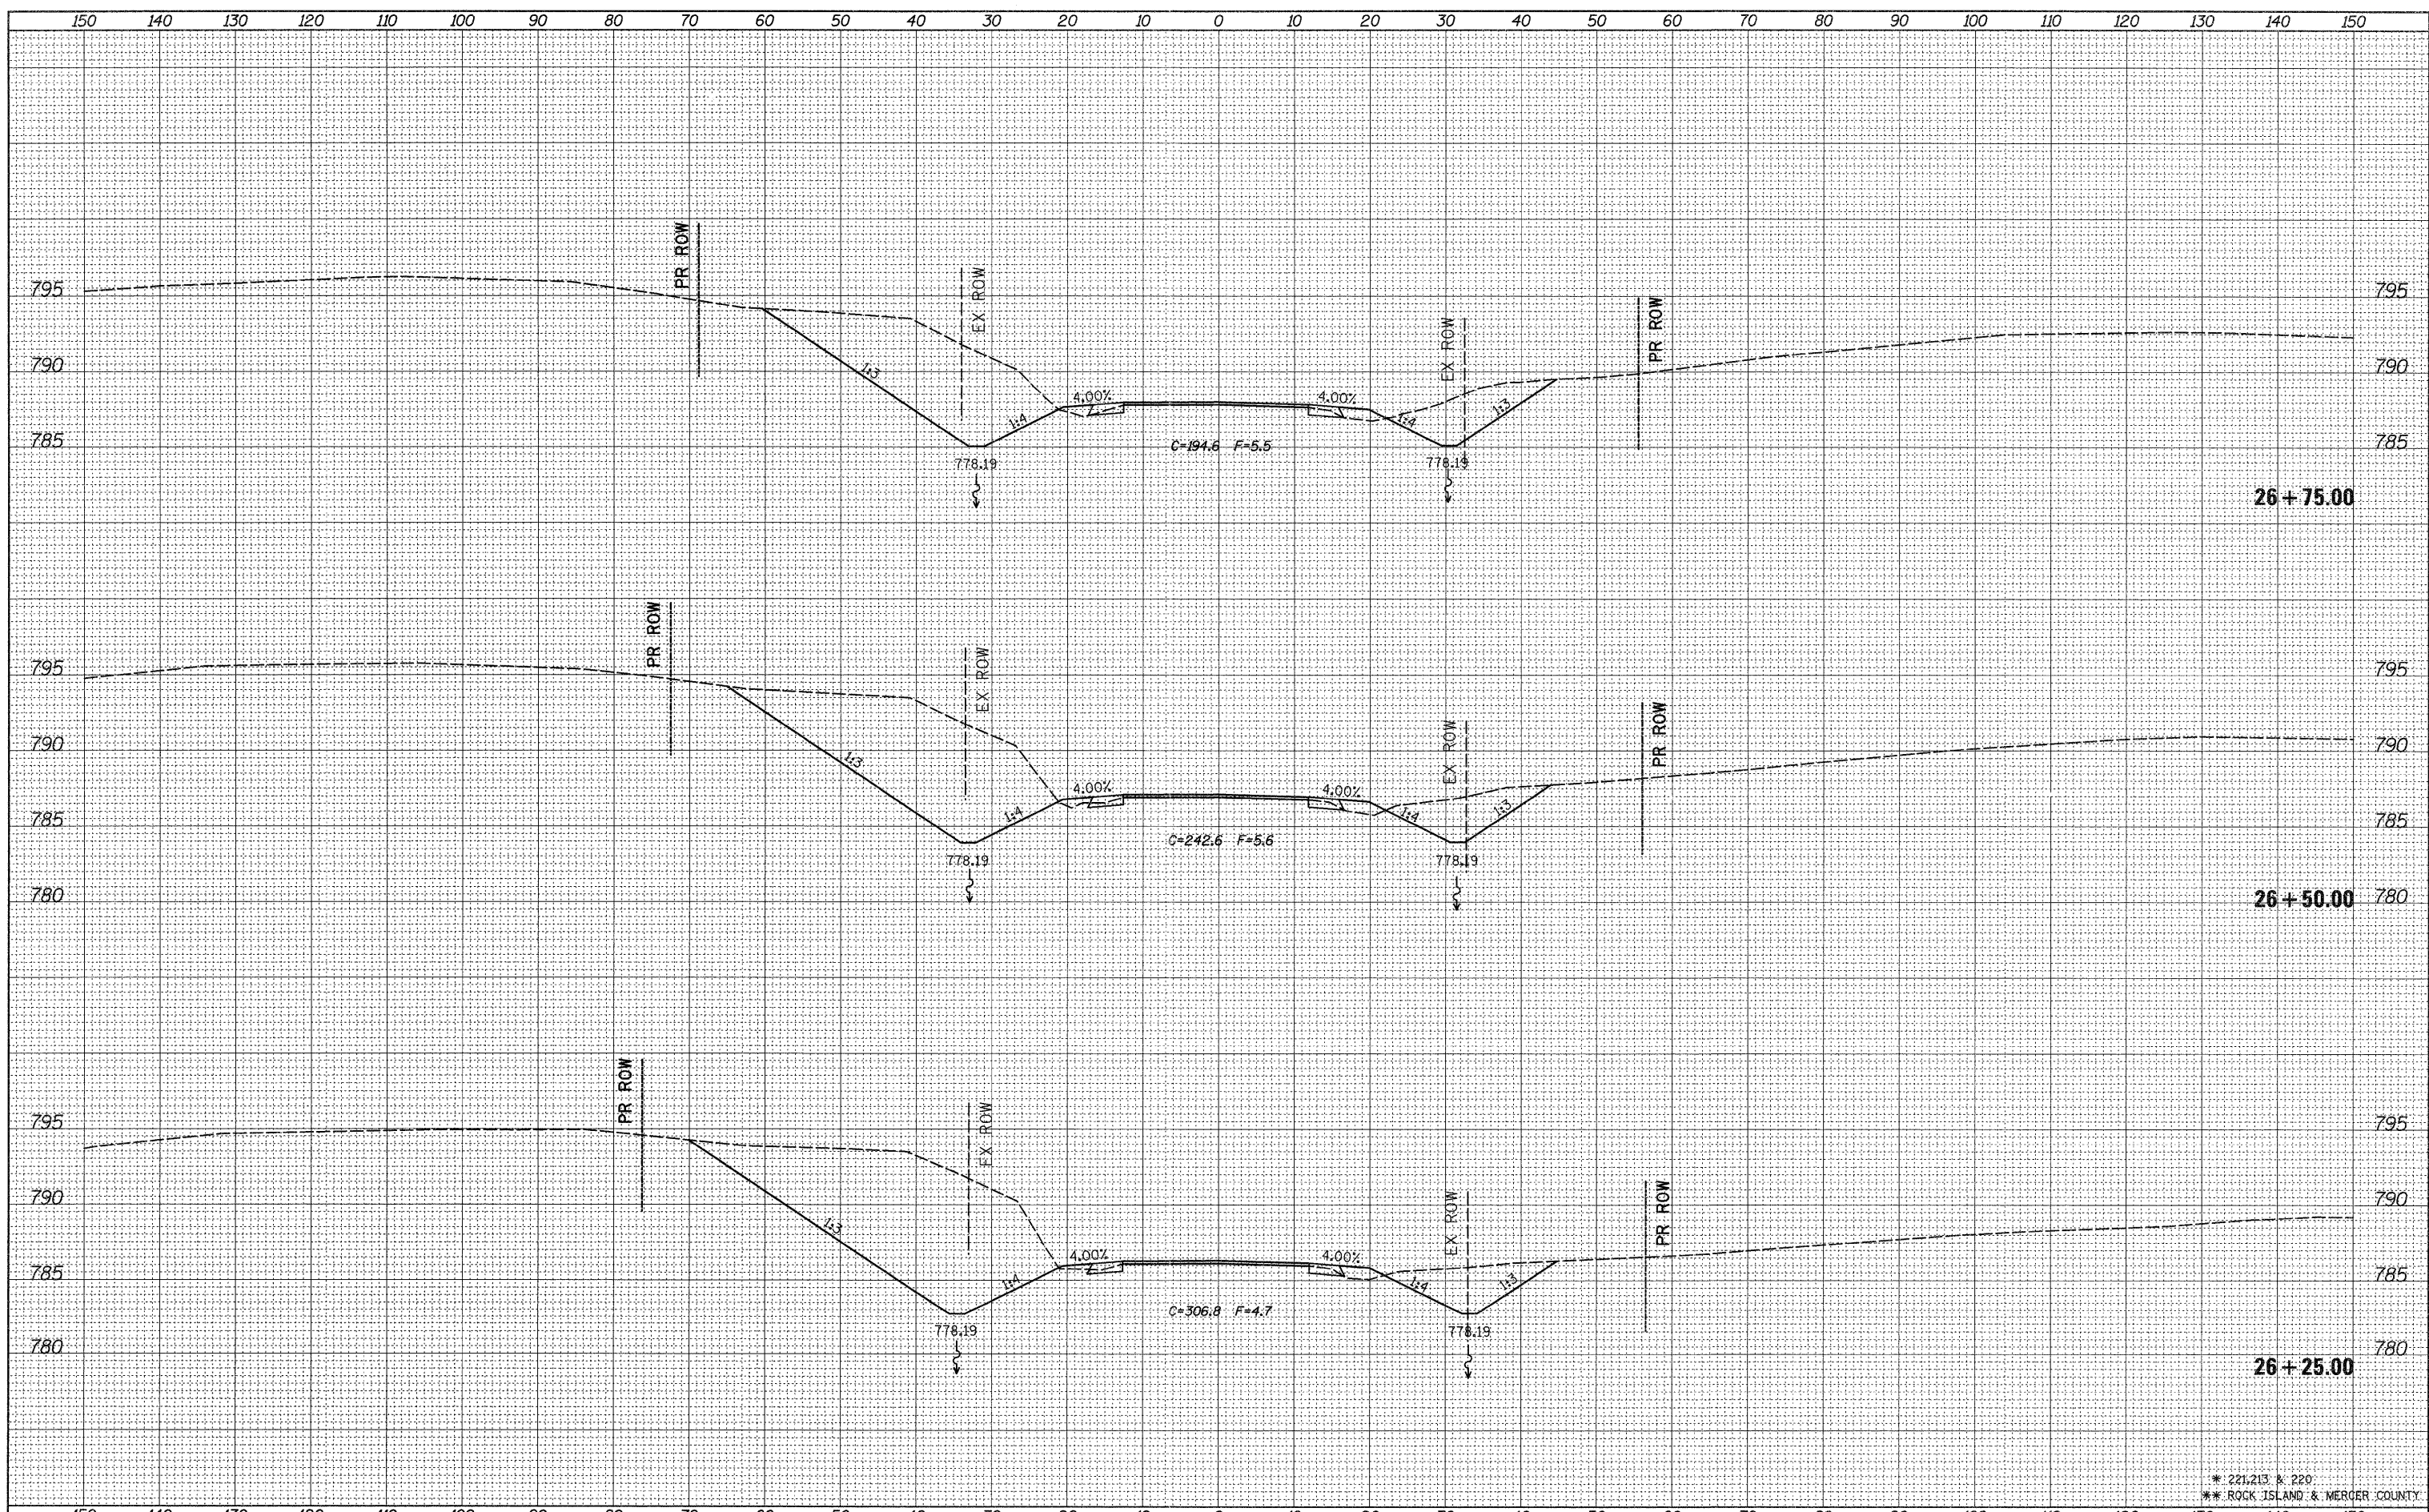 150 140 130 120 110 100 90 80 70 60 50 40 30 20 10 0 10 20 30 40 50 60 70 80 90 100 110 120 130 140 150
PR ROW
EX ROW
EX ROW
PR ROW
795 795
790 790
1:3 1:4 4.00% 4.00% 1:4 1:3
785 C=194.6 F=5.5 785
778.19 778.19
26+75.00
PR ROW
EX ROW
EX ROW
PR ROW
795 795
790 790
1:3 1:4 4.00% 4.00% 1:4 1:3
785 785
C=242.6 F=5.6
778.19 778.19
780 26+50.00 780
PR ROW
EX ROW
EX ROW
PR ROW
795 795
790 790
1:3 1:4 4.00% 4.00% 1:4 1:3
785 785
C=306.8 F=4.7
778.19 778.19
780 780
26+25.00
* 221,213 & 220
** ROCK ISLAND & MERCER COUNTY